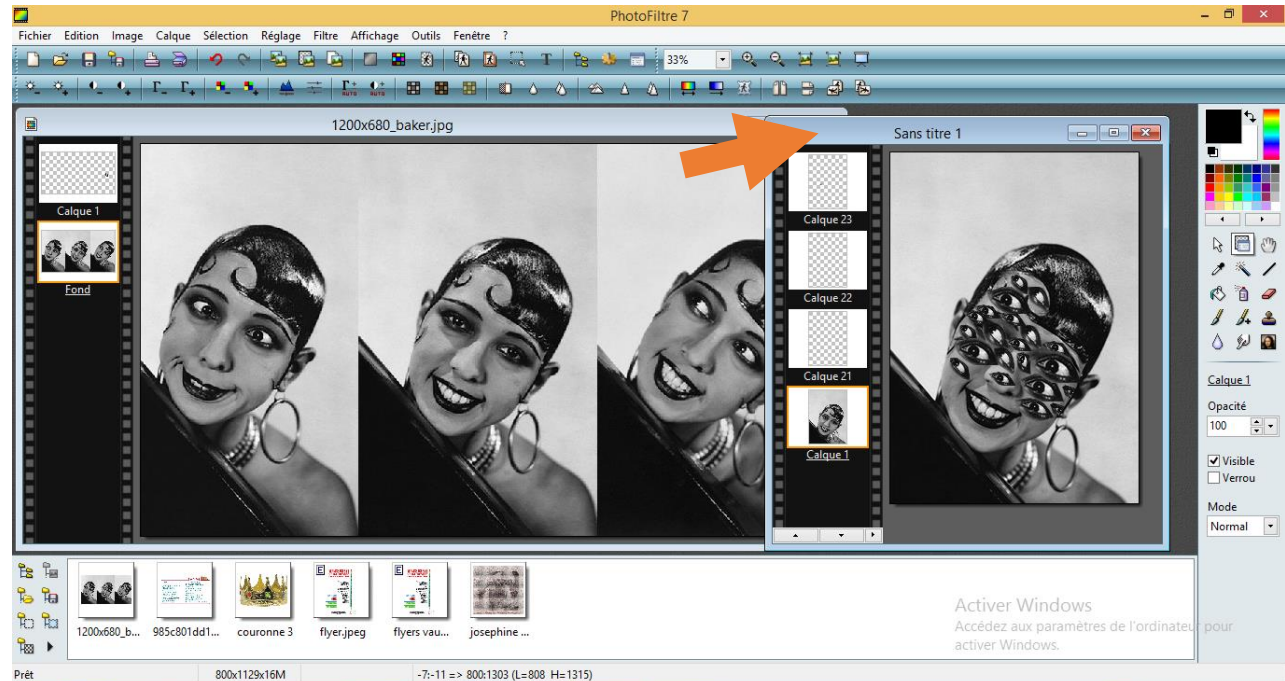 PhotoFiltre 7
Fichier Edition Image Calque Sélection Réglage Filtre Affichage Outils Fenêtre ?
T 33%
AUTO AUTO
1200x680_baker.jpg
Sans titre 1
Calque 1
Fond
Calque 23
Calque 22
Calque 21
Calque 1
Calque 1
Opacité
100
Visible
Verrou
Mode
Normal
E E
1200x680_b... 985c801dd1... couronne 3 flyer.jpeg flyers vau... josephine ...
Activer Windows
Accédez aux paramètres de l'ordinateur pour
activer Windows.
Prêt 800x1129x16M -7:-11 => 800:1303 (L=808 H=1315)